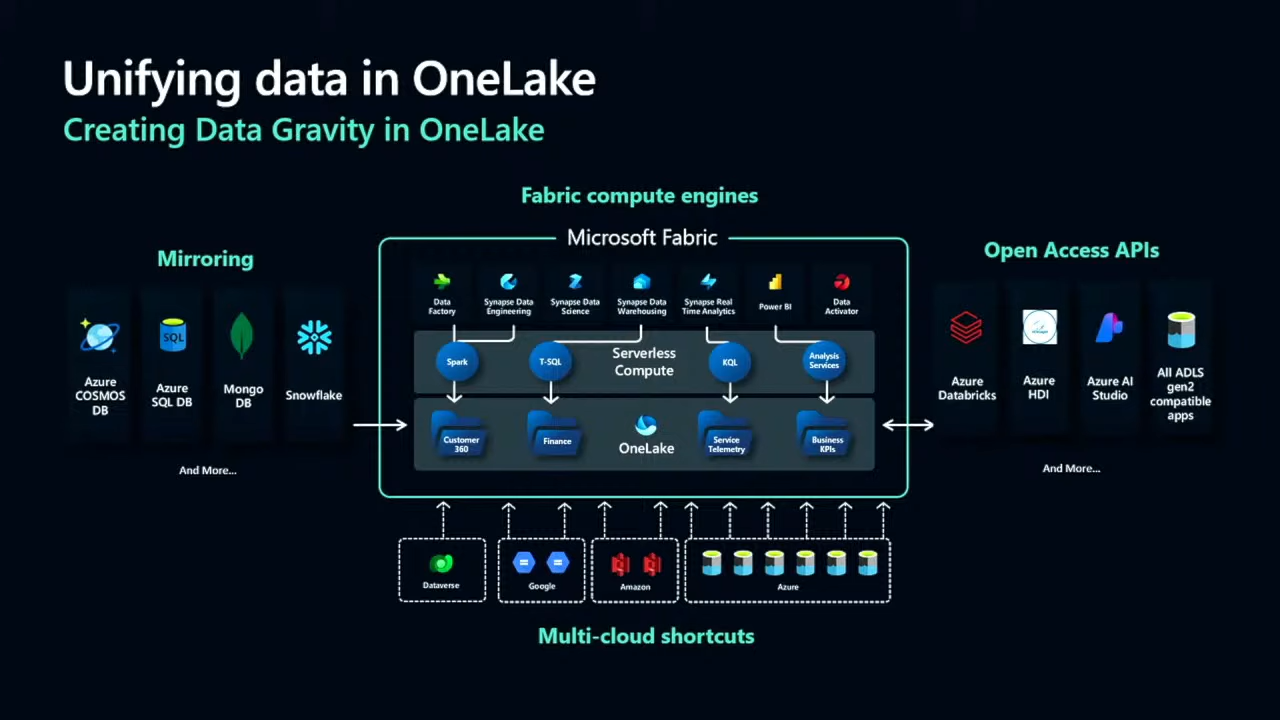 Unifying data in OneLake
Creating Data Gravity in OneLake
Fabric compute engines
Microsoft Fabric
Mirroring
Open Access APIs
Data
Factory
Synapse Data
Engineering
Synapse Data
Science
Synapse Data
Warehousing
Synapse Real
Time Analytics
Power BI
Data
Activator
Spark
T-SQL
Serverless
Compute
KQL
Analysis
Services
Customer
360
Finance
OneLake
Service
Telemetry
Business
KPIs
SQL
Azure
COSMOS
DB
Azure
SQL DB
Mongo
DB
Snowflake
And More...
Azure
Databricks
Azure
HDI
Azure AI
Studio
All ADLS
gen2
compatible
apps
And More...
Dataverse
Google
Amazon
Azure
Multi-cloud shortcuts